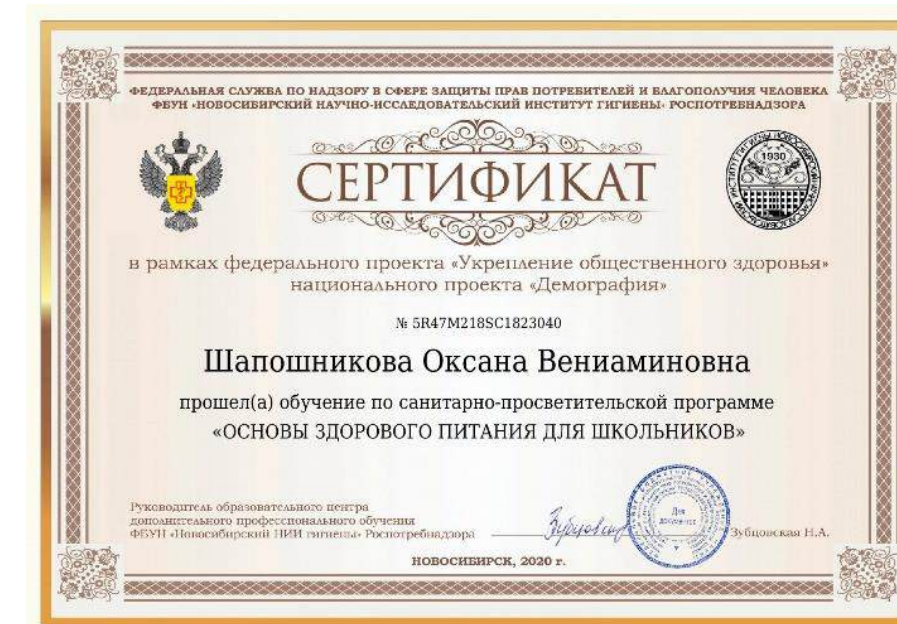 ФЕДЕРАЛЬНАЯ СЛУЖБА ПО НАДЗОРУ В СФЕРЕ ЗАЩИТЫ ПРАВ ПОТРЕБИТЕЛЕЙ И БЛАГОПОЛУЧИЯ ЧЕЛОВЕКА
ФБУН «НОВОСИБИРСКИЙ НАУЧНО-ИССЛЕДОВАТЕЛЬСКИЙ ИНСТИТУТ ГИГИЕНЫ» РОСПОТРЕБНАДЗОРА
1930
СЕРТИФИКАТ
в рамках федерального проекта «Укрепление общественного здоровья»
национального проекта «Демография»
№ 5R47M218SC1823040
Шапошникова Оксана Вениаминовна
прошел(а) обучение по санитарно-просветительской программе
«ОСНОВЫ ЗДОРОВОГО ПИТАНИЯ ДЛЯ ШКОЛЬНИКОВ»
Руководитель образовательного центра
дополнительного профессионального обучения
ФБУН «Новосибирский НИИ гигиены» Роспотребнадзора
Для
документов
Зубцовская Н.А.
НОВОСИБИРСК, 2020 г.